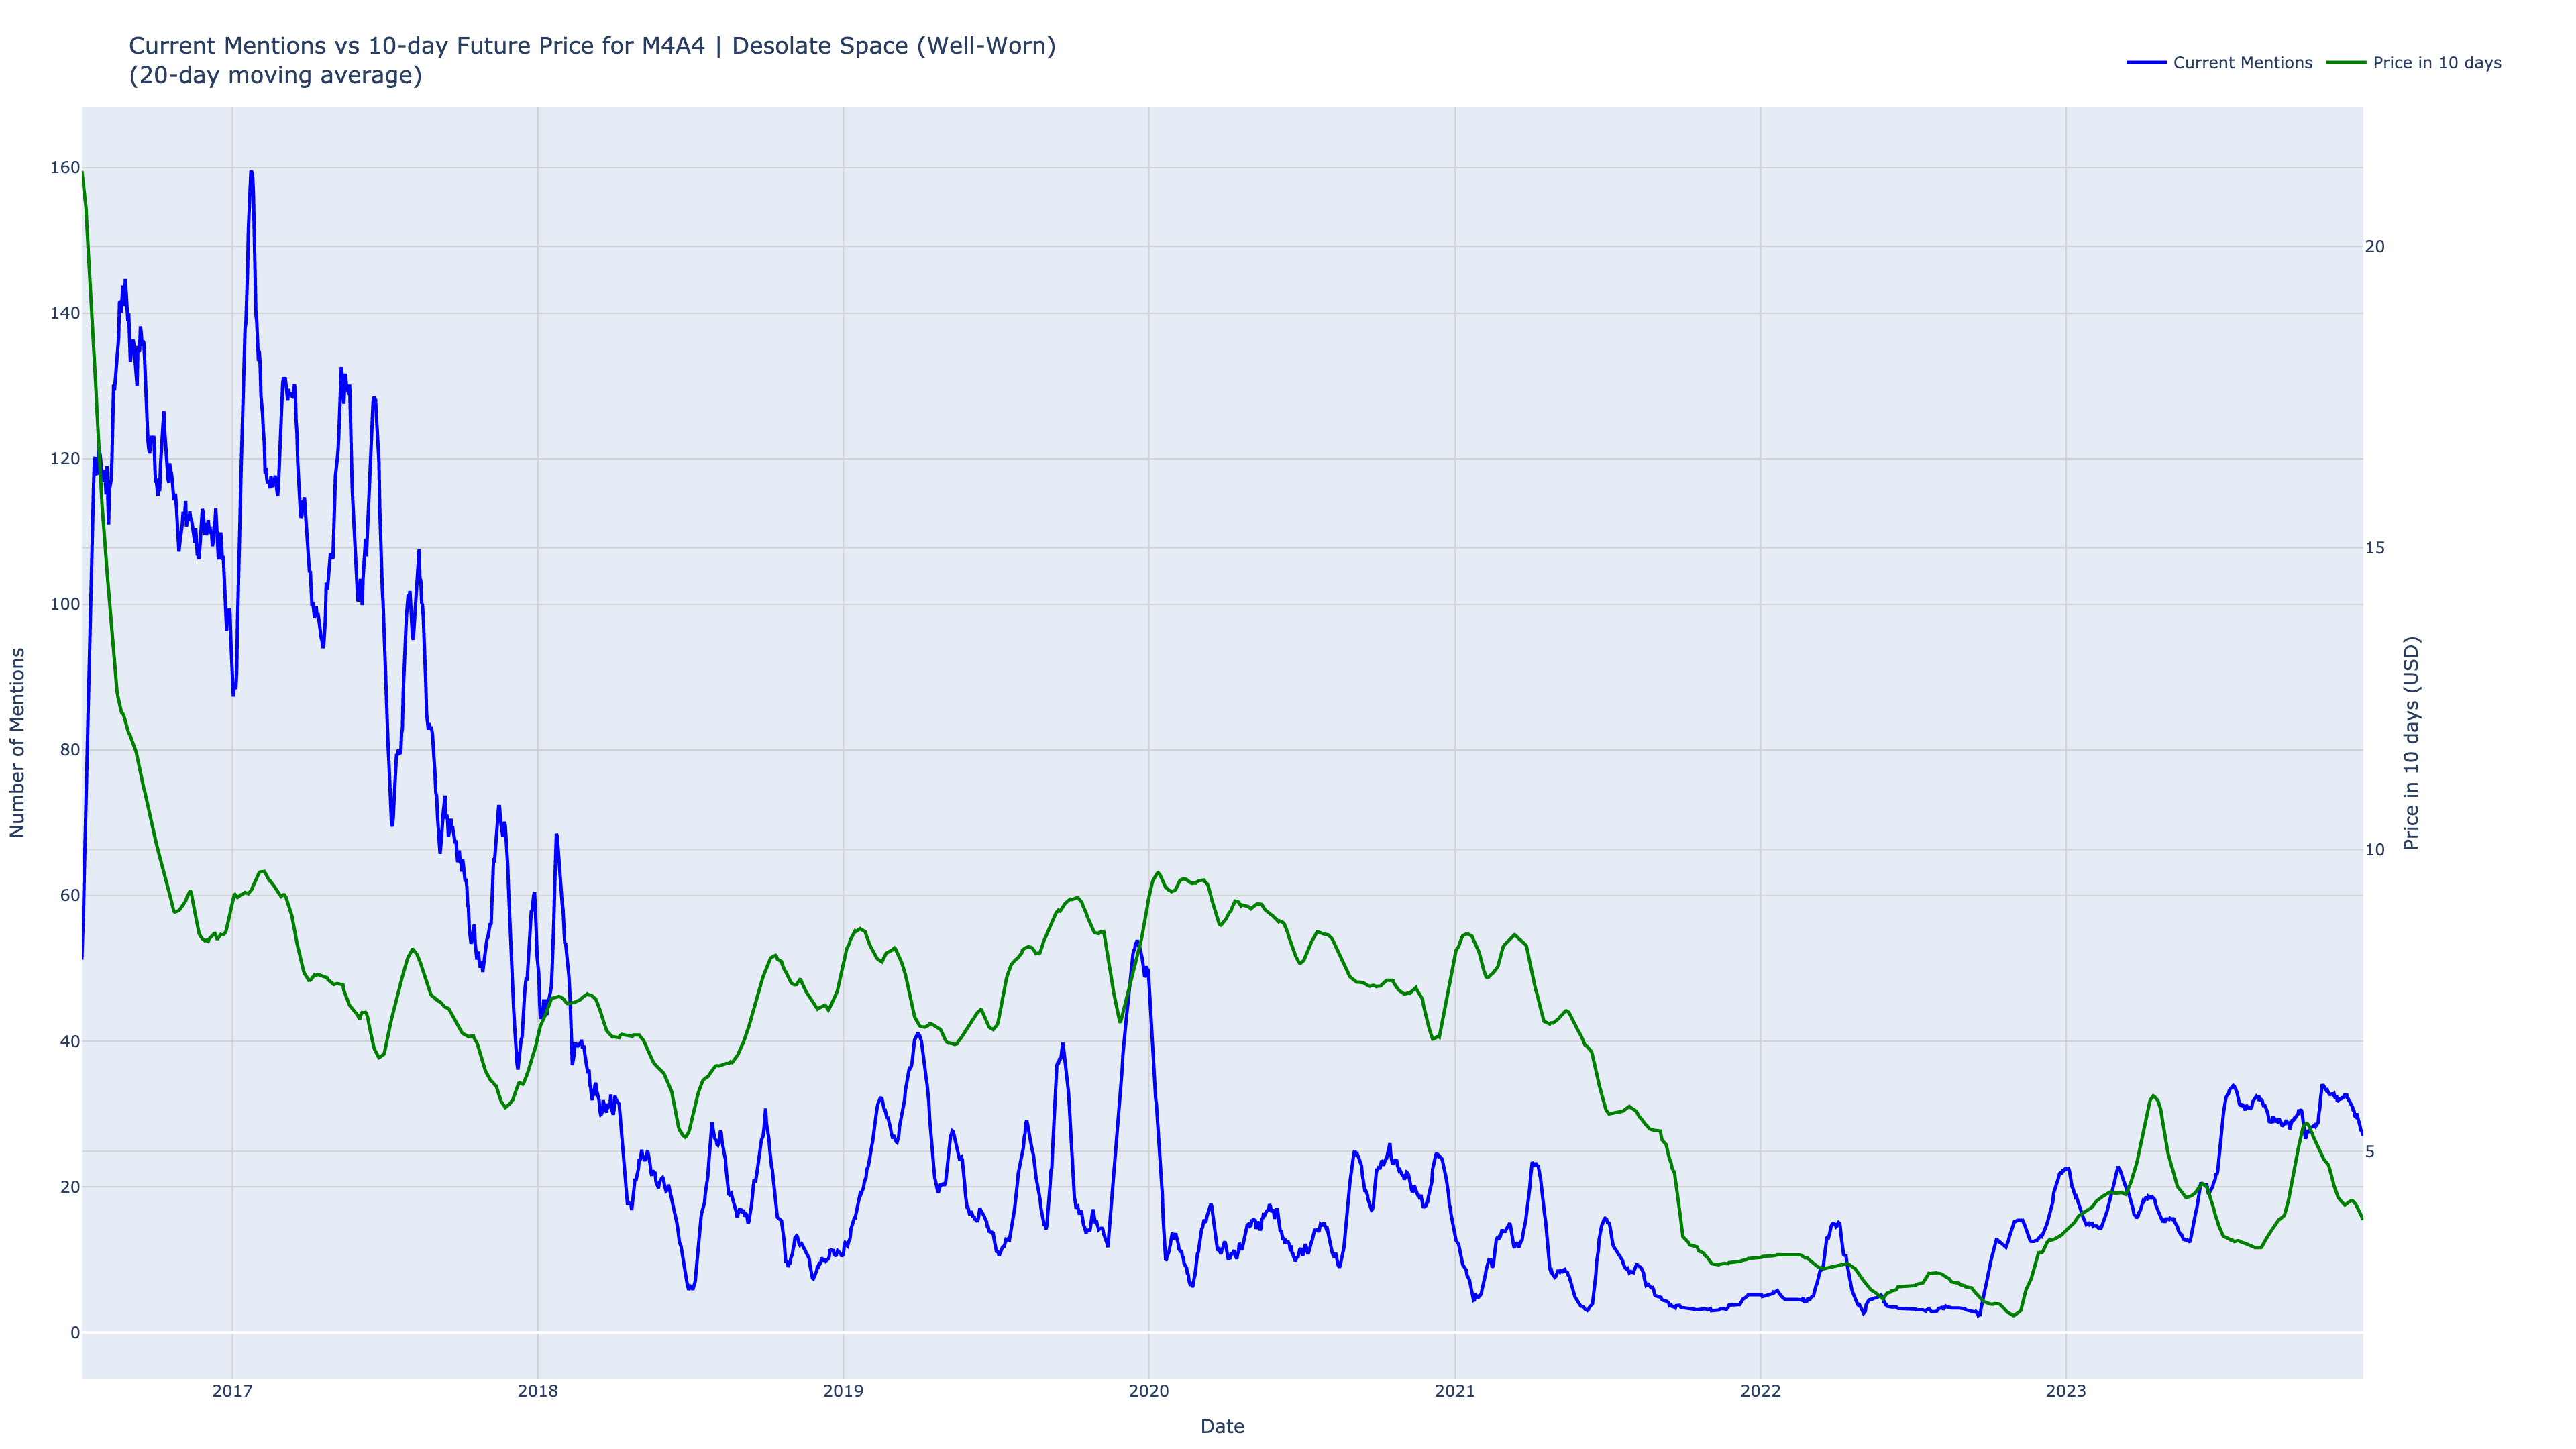 Current Mentions vs 10-day Future Price for M4A4 | Desolate Space (Well-Worn)
(20-day moving average)
Current Mentions
Price in 10 days
160
140
120
100
80
60
40
20
0
Number of Mentions
20
15
10
5
Price in 10 days (USD)
2017
2018
2019
2020
2021
2022
2023
Date